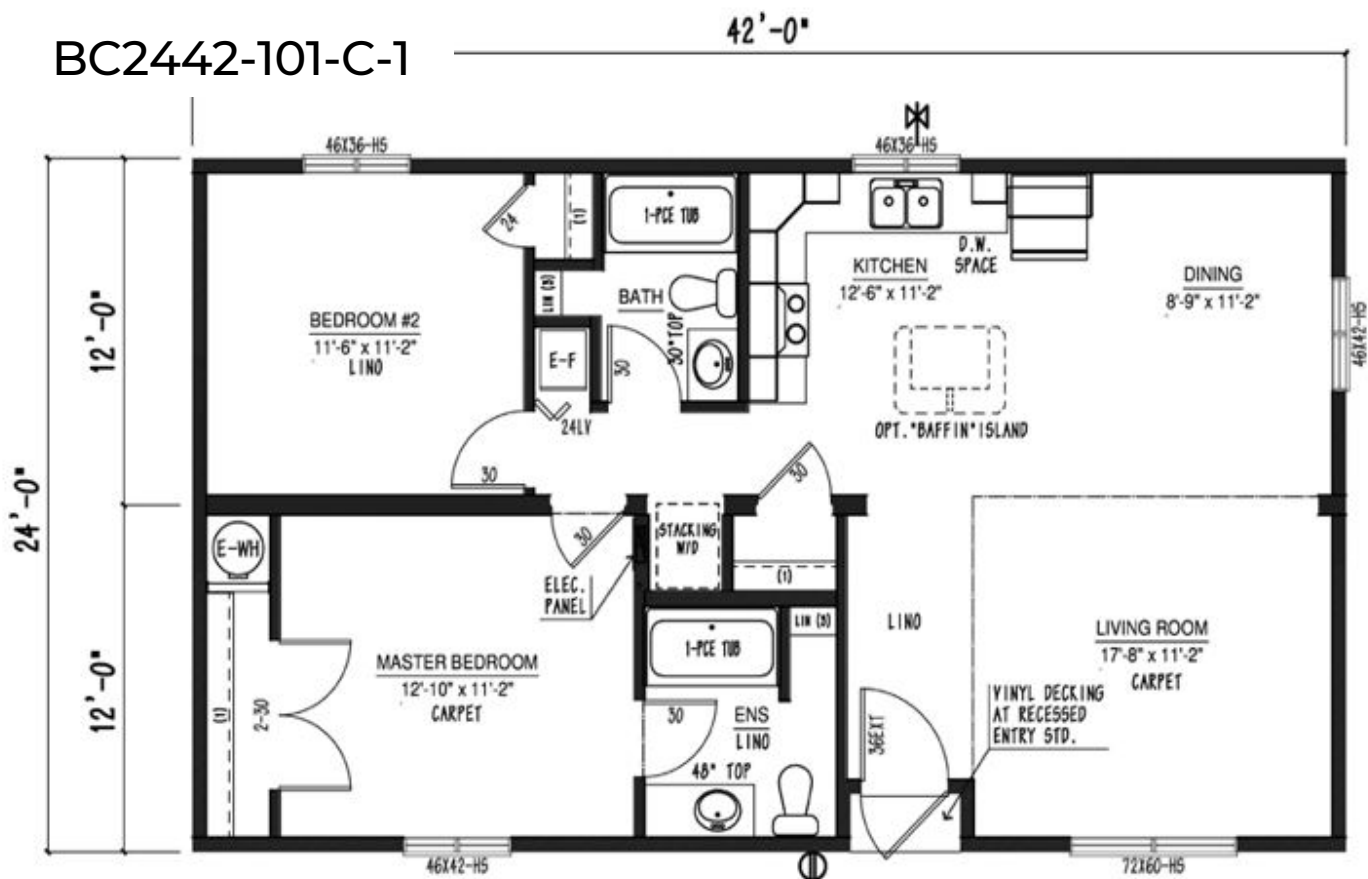 42'-0"
BC2442-101-C-1
46X36-HS
46X36-HS
24
(1)
1-PCE TUB
LIN (3)
BATH
30" TOP
30
E-F
24LV
BEDROOM #2
11'-6" x 11'-2"
LINO
30
KITCHEN
12'-6" x 11'-2"
D.W.
SPACE
DINING
8'-9" x 11'-2"
46X42-HS
OPT. "BAFFIN" ISLAND
12'-0"
24'-0"
12'-0"
30
30
E-WH
STACKING
W/D
(1)
ELEC.
PANEL
1-PCE TUB
LIN (3)
LINO
MASTER BEDROOM
12'-10" x 11'-2"
CARPET
(1)
2-30
30
ENS
LINO
48" TOP
36EXT
LIVING ROOM
17'-8" x 11'-2"
CARPET
VINYL DECKING
AT RECESSED
ENTRY STD.
46X42-HS
72X60-HS